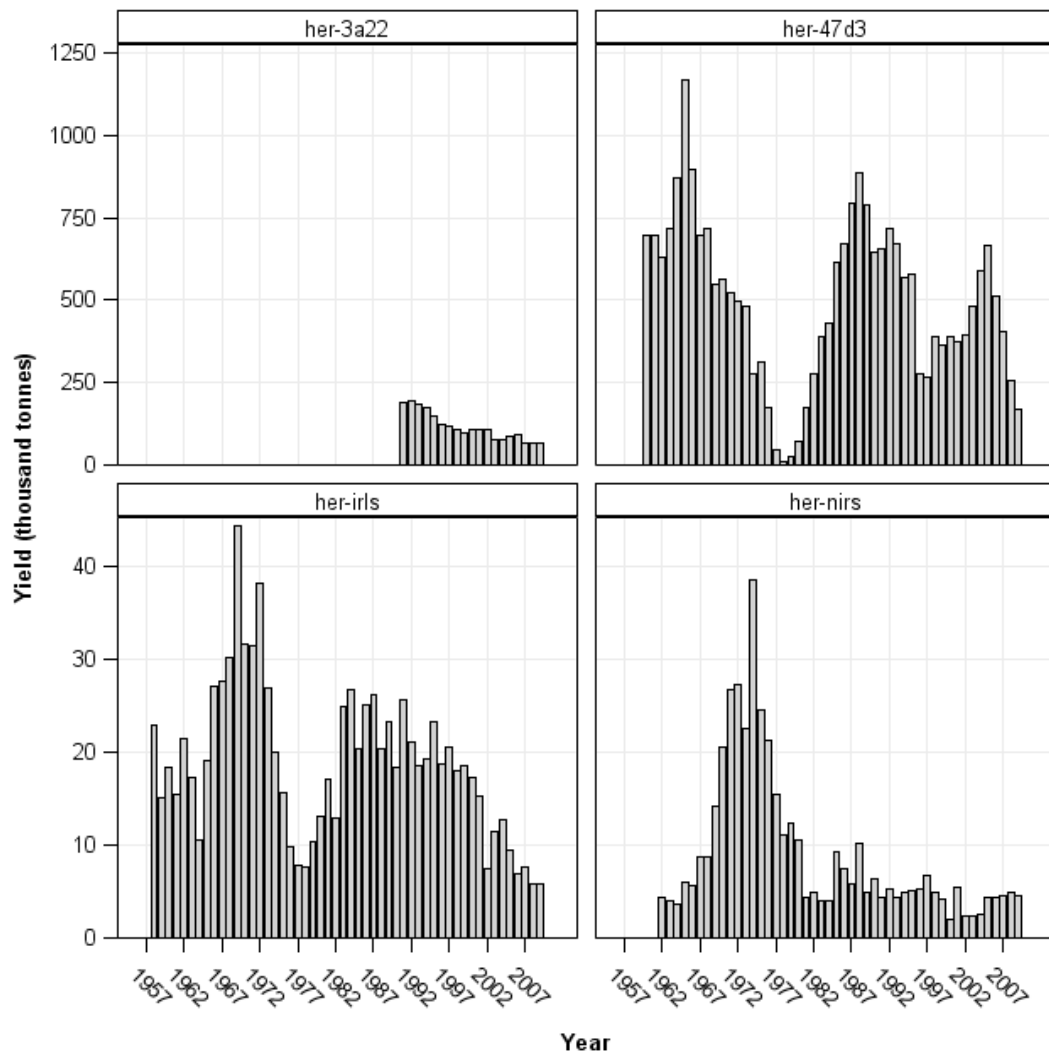 her-3a22
her-47d3
1250
1000
750
500
250
0
her-irls
her-nirs
40
30
20
10
0
Yield (thousand tonnes)
1957 1962 1967 1972 1977 1982 1987 1992 1997 2002 2007
1957 1962 1967 1972 1977 1982 1987 1992 1997 2002 2007
Year